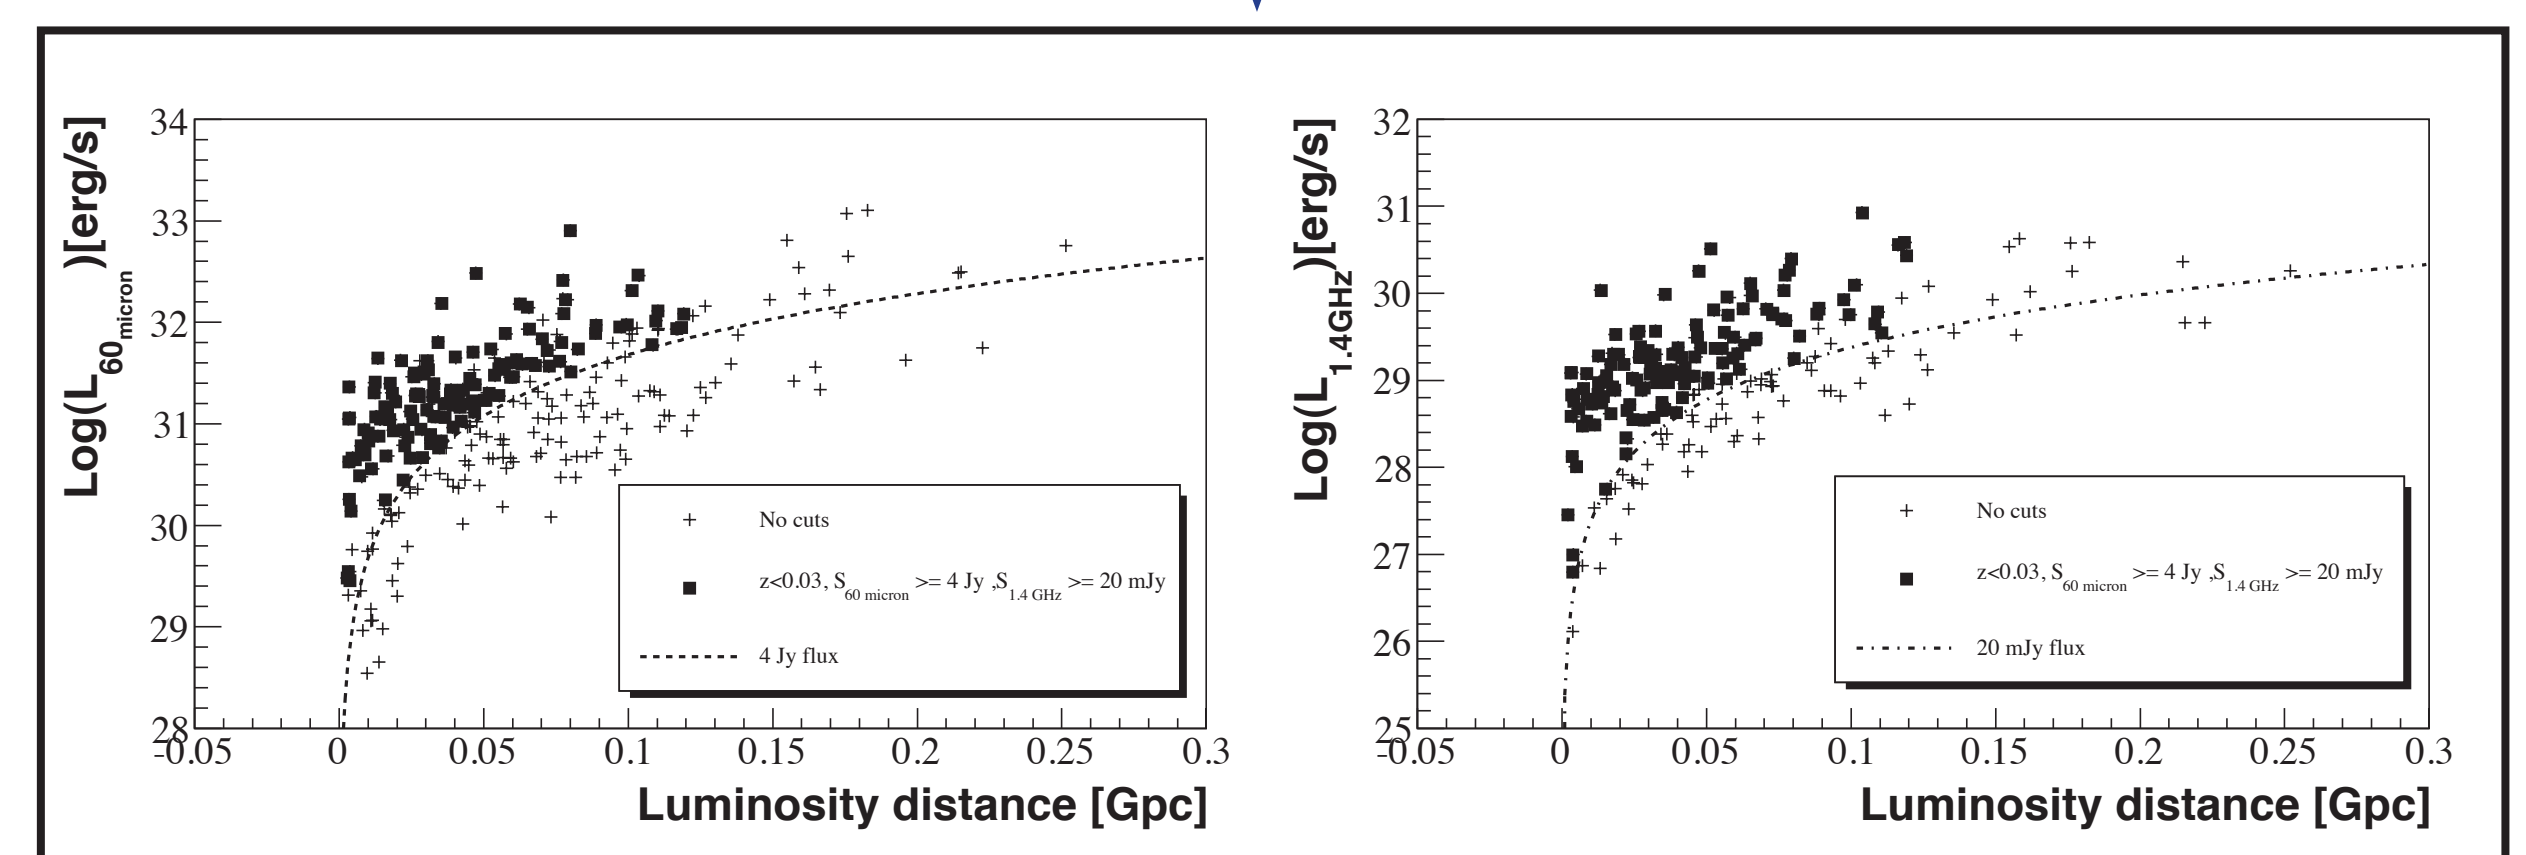 Log(L60micron )[erg/s]
34
33
32
31
30
29
28
-0.05 0 0.05 0.1 0.15 0.2 0.25 0.3
Luminosity distance [Gpc]
No cuts
z<0.03, S60 micron >= 4 Jy ,S1.4 GHz >= 20 mJy
4 Jy flux
Log(L1.4GHz)[erg/s]
32
31
30
29
28
27
26
25
-0.05 0 0.05 0.1 0.15 0.2 0.25 0.3
Luminosity distance [Gpc]
No cuts
z<0.03, S60 micron >= 4 Jy ,S1.4 GHz >= 20 mJy
20 mJy flux